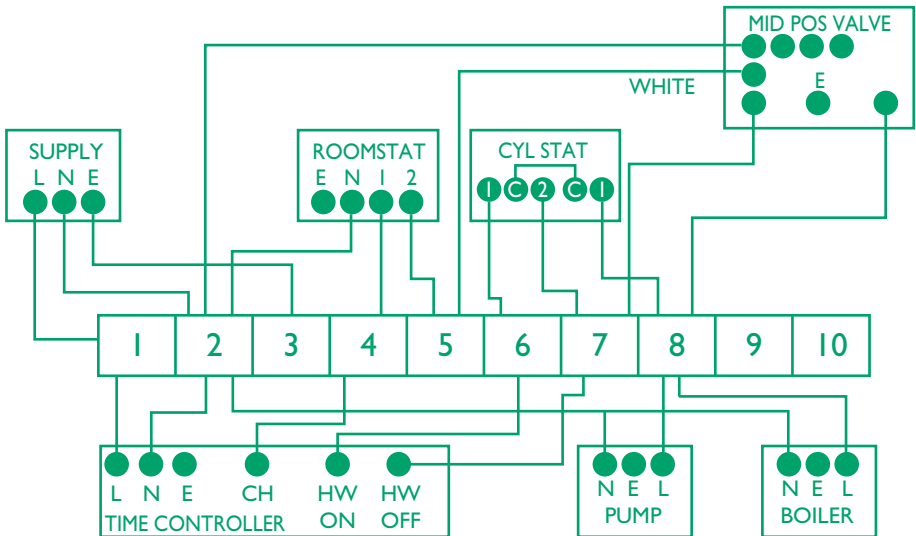 MID POS VALVE
WHITE
E
SUPPLY
L N E
ROOMSTAT
E N 1 2
CYL STAT
1 C 2 C 1
1 2 3 4 5 6 7 8 9 10
L N E CH HW ON HW OFF
TIME CONTROLLER
N E L
PUMP
N E L
BOILER